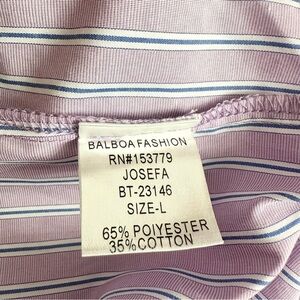 BALBOA FASHION
RN#153779
JOSEFA
BT-23146
SIZE-L
65% POIYESTER
35%COTTON